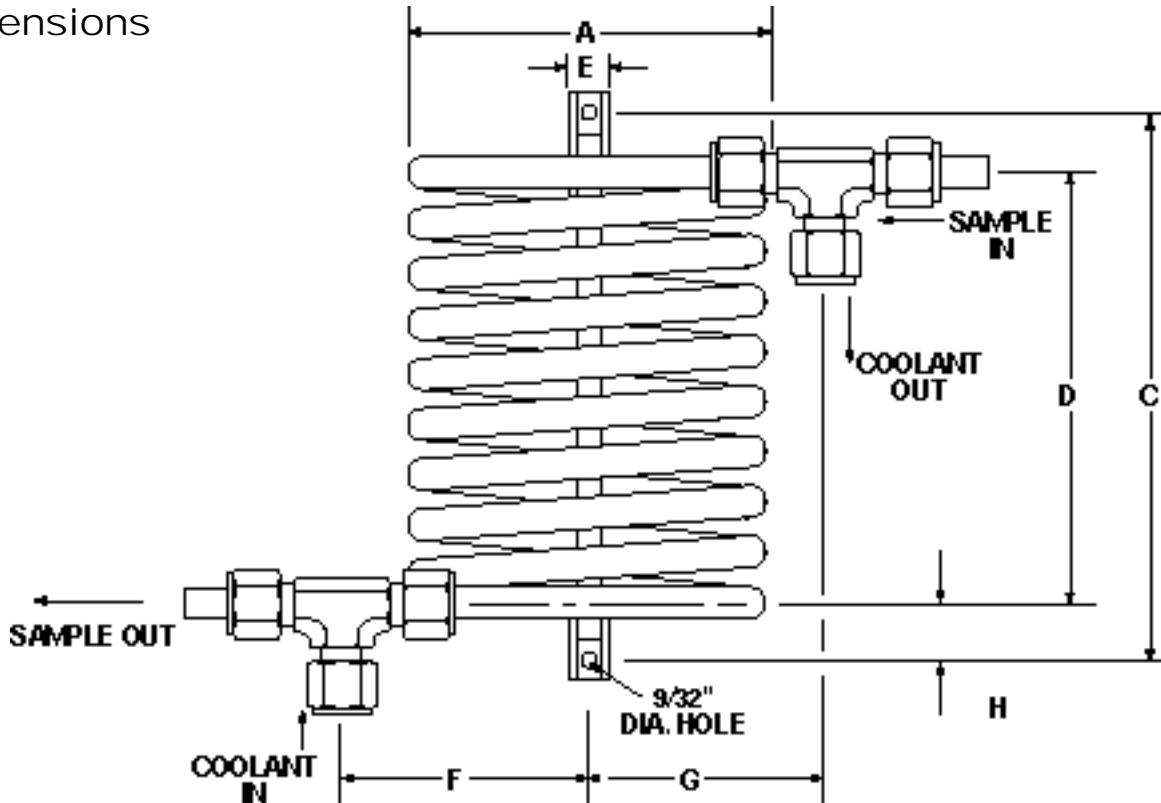 ensions
A
E
SAMPLE
IN
COOLANT
OUT
D
C
SAMPLE OUT
9/32"
DIA. HOLE
H
COOLANT
IN
F
G